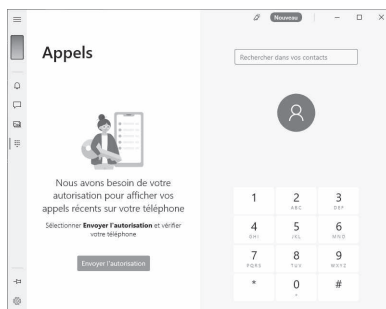 Nouveau
Appels
Rechercher dans vos contacts
Nous avons besoin de votre
autorisation pour afficher vos
appels récents sur votre téléphone
Sélectionner Envoyer l'autorisation et vérifier
votre téléphone
Envoyer l'autorisation
1 2 3
ABC DEF
4 5 6
GHI JKL MNO
7 8 9
PQRS TUV WXYZ
* 0 #
+